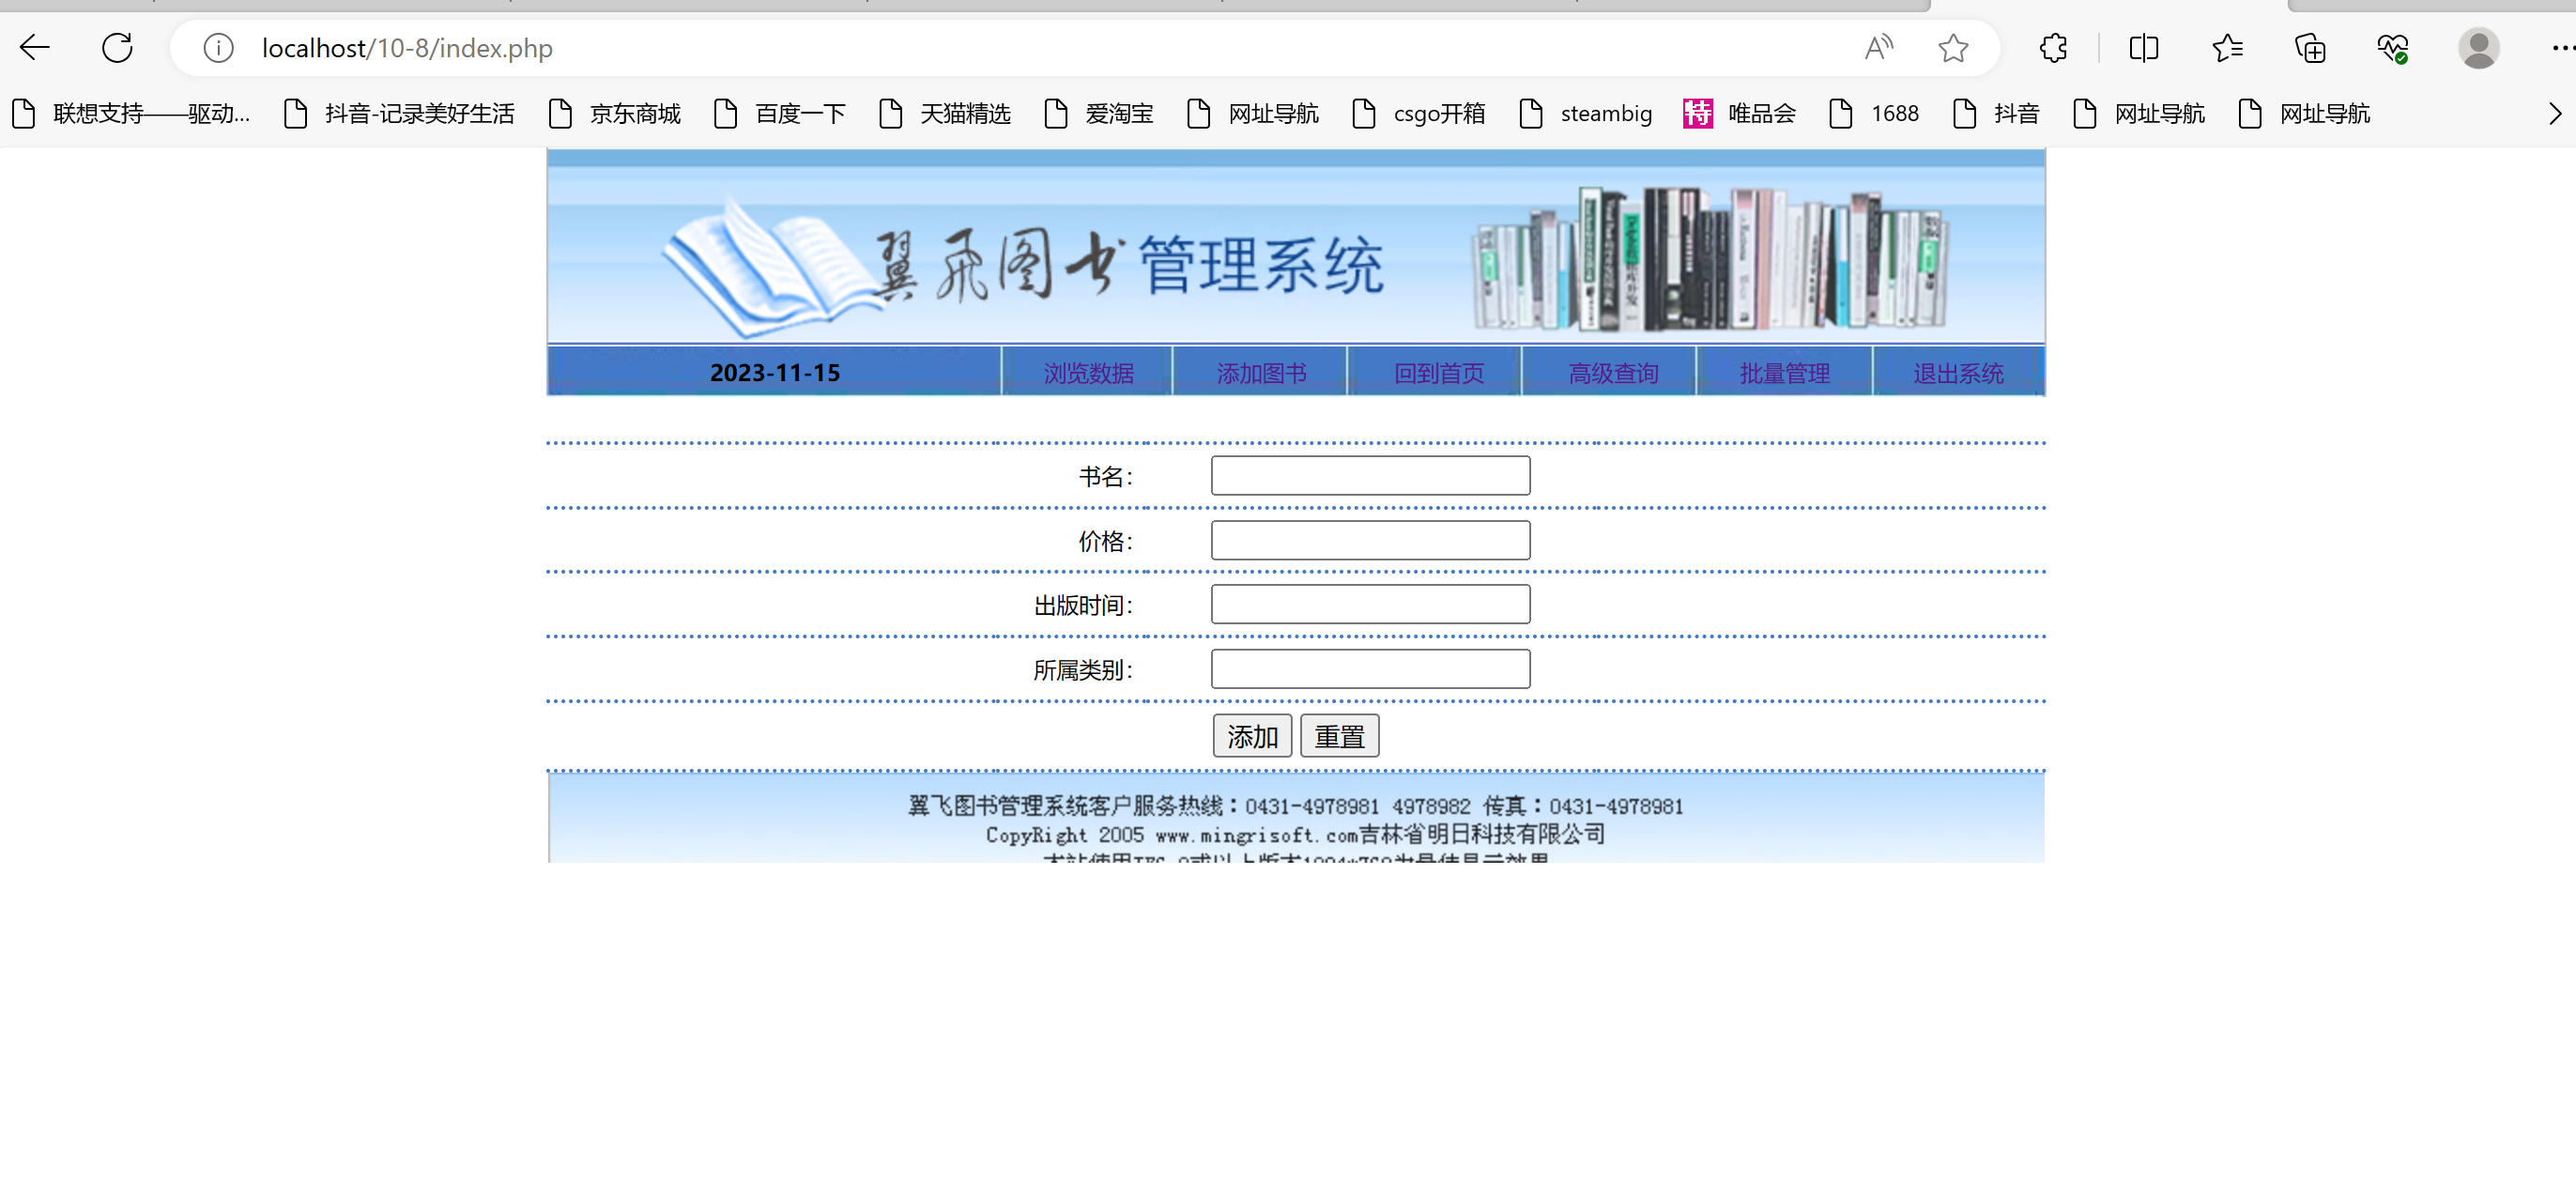 localhost/10-8/index.php
联想支持——驱动... 抖音-记录美好生活 京东商城 百度一下 天猫精选 爱淘宝 网址导航 csgo开箱 steambig 特 唯品会 1688 抖音 网址导航 网址导航
翼飞图书管理系统
2023-11-15 浏览数据 添加图书 回到首页 高级查询 批量管理 退出系统
书名：
价格：
出版时间：
所属类别：
添加 重置
翼飞图书管理系统客户服务热线：0431-4978981 4978982 传真：0431-4978981
CopyRight 2005 www.mingrisoft.com吉林省明日科技有限公司